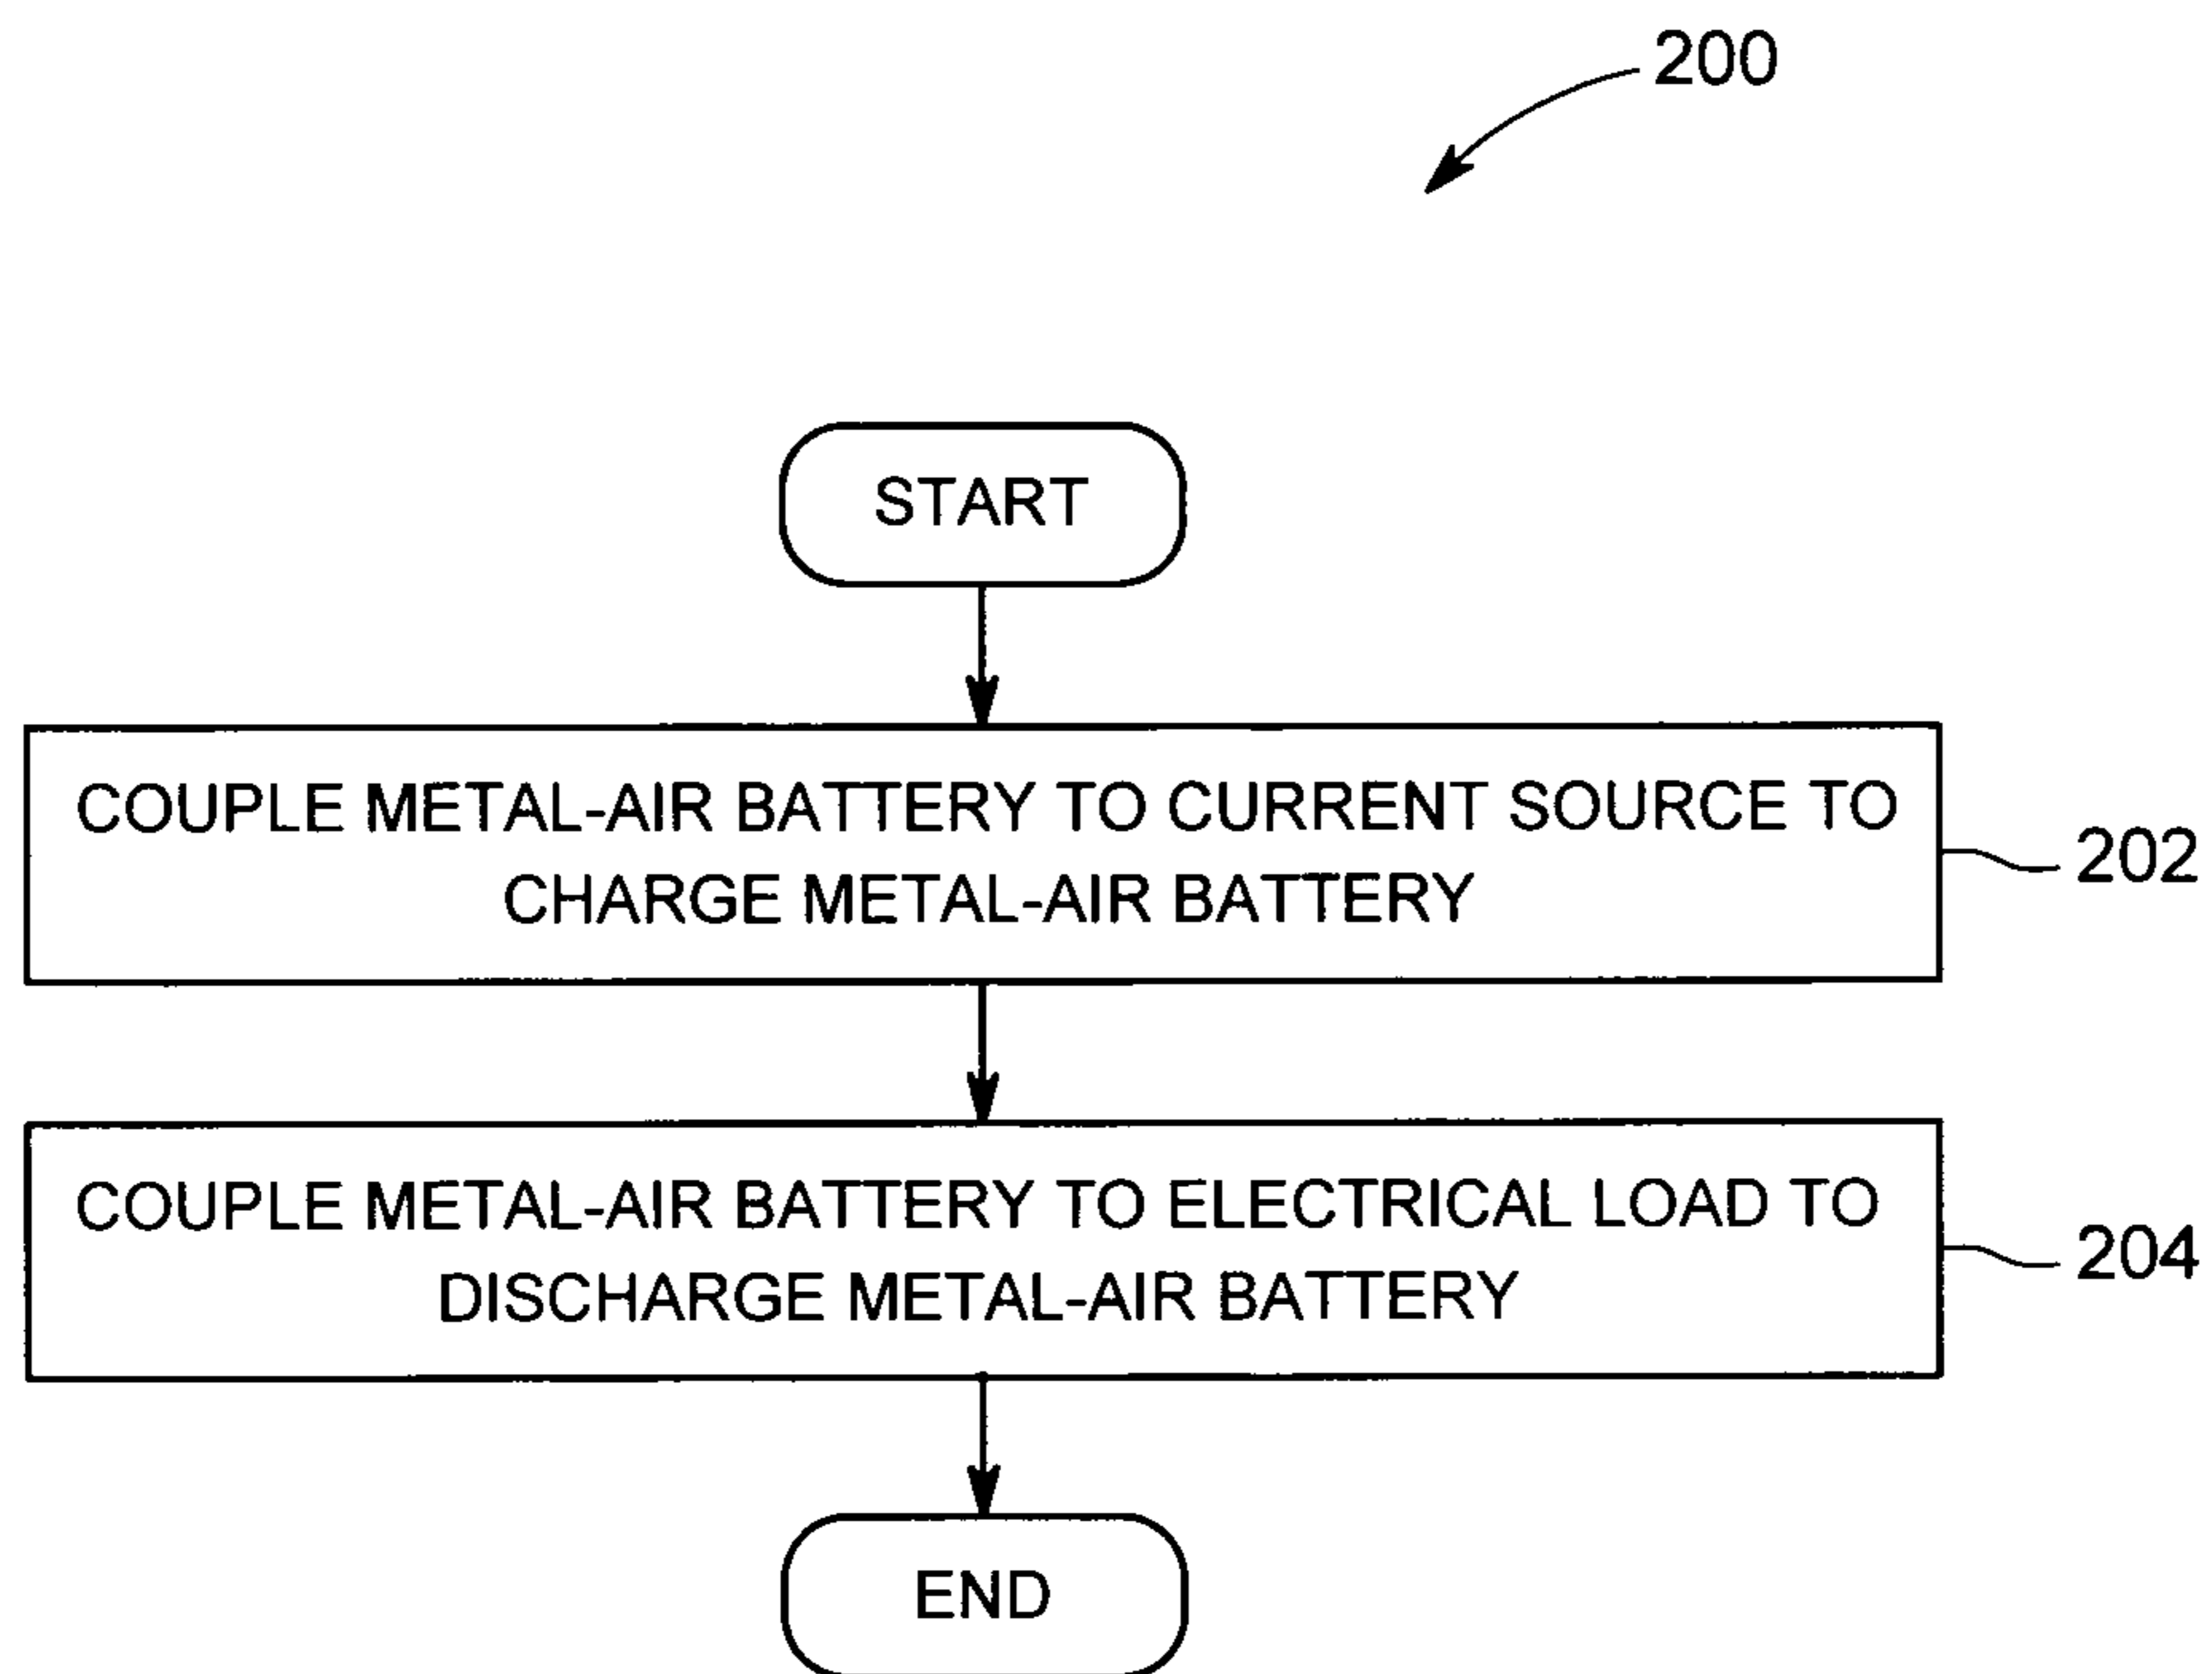 200
START
COUPLE METAL-AIR BATTERY TO CURRENT SOURCE TO
CHARGE METAL-AIR BATTERY
202
COUPLE METAL-AIR BATTERY TO ELECTRICAL LOAD TO
DISCHARGE METAL-AIR BATTERY
204
END